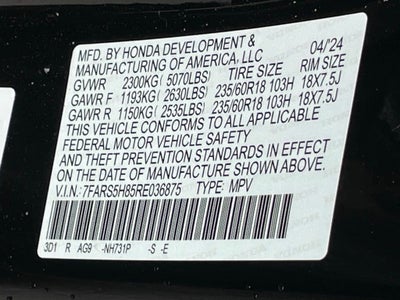 MFD. BY HONDA DEVELOPMENT &
MANUFACTURING OF AMERICA, LLC 04/'24
GVWR 2300KG (5070LBS) TIRE SIZE RIM SIZE
GAWR F 1193KG (2630LBS) 235/60R18 103H 18X7.5J
GAWR R 1150KG (2535LBS) 235/60R18 103H 18X7.5J
THIS VEHICLE CONFORMS TO ALL APPLICABLE
FEDERAL MOTOR VEHICLE SAFETY
AND THEFT PREVENTION STANDARDS IN EFFECT
ON THE DATE OF MANUFACTURE SHOWN ABOVE.
V.I.N.: 7FARS5H85RE036875 TYPE: MPV
3D1 R AG9 -NH731P -S -E